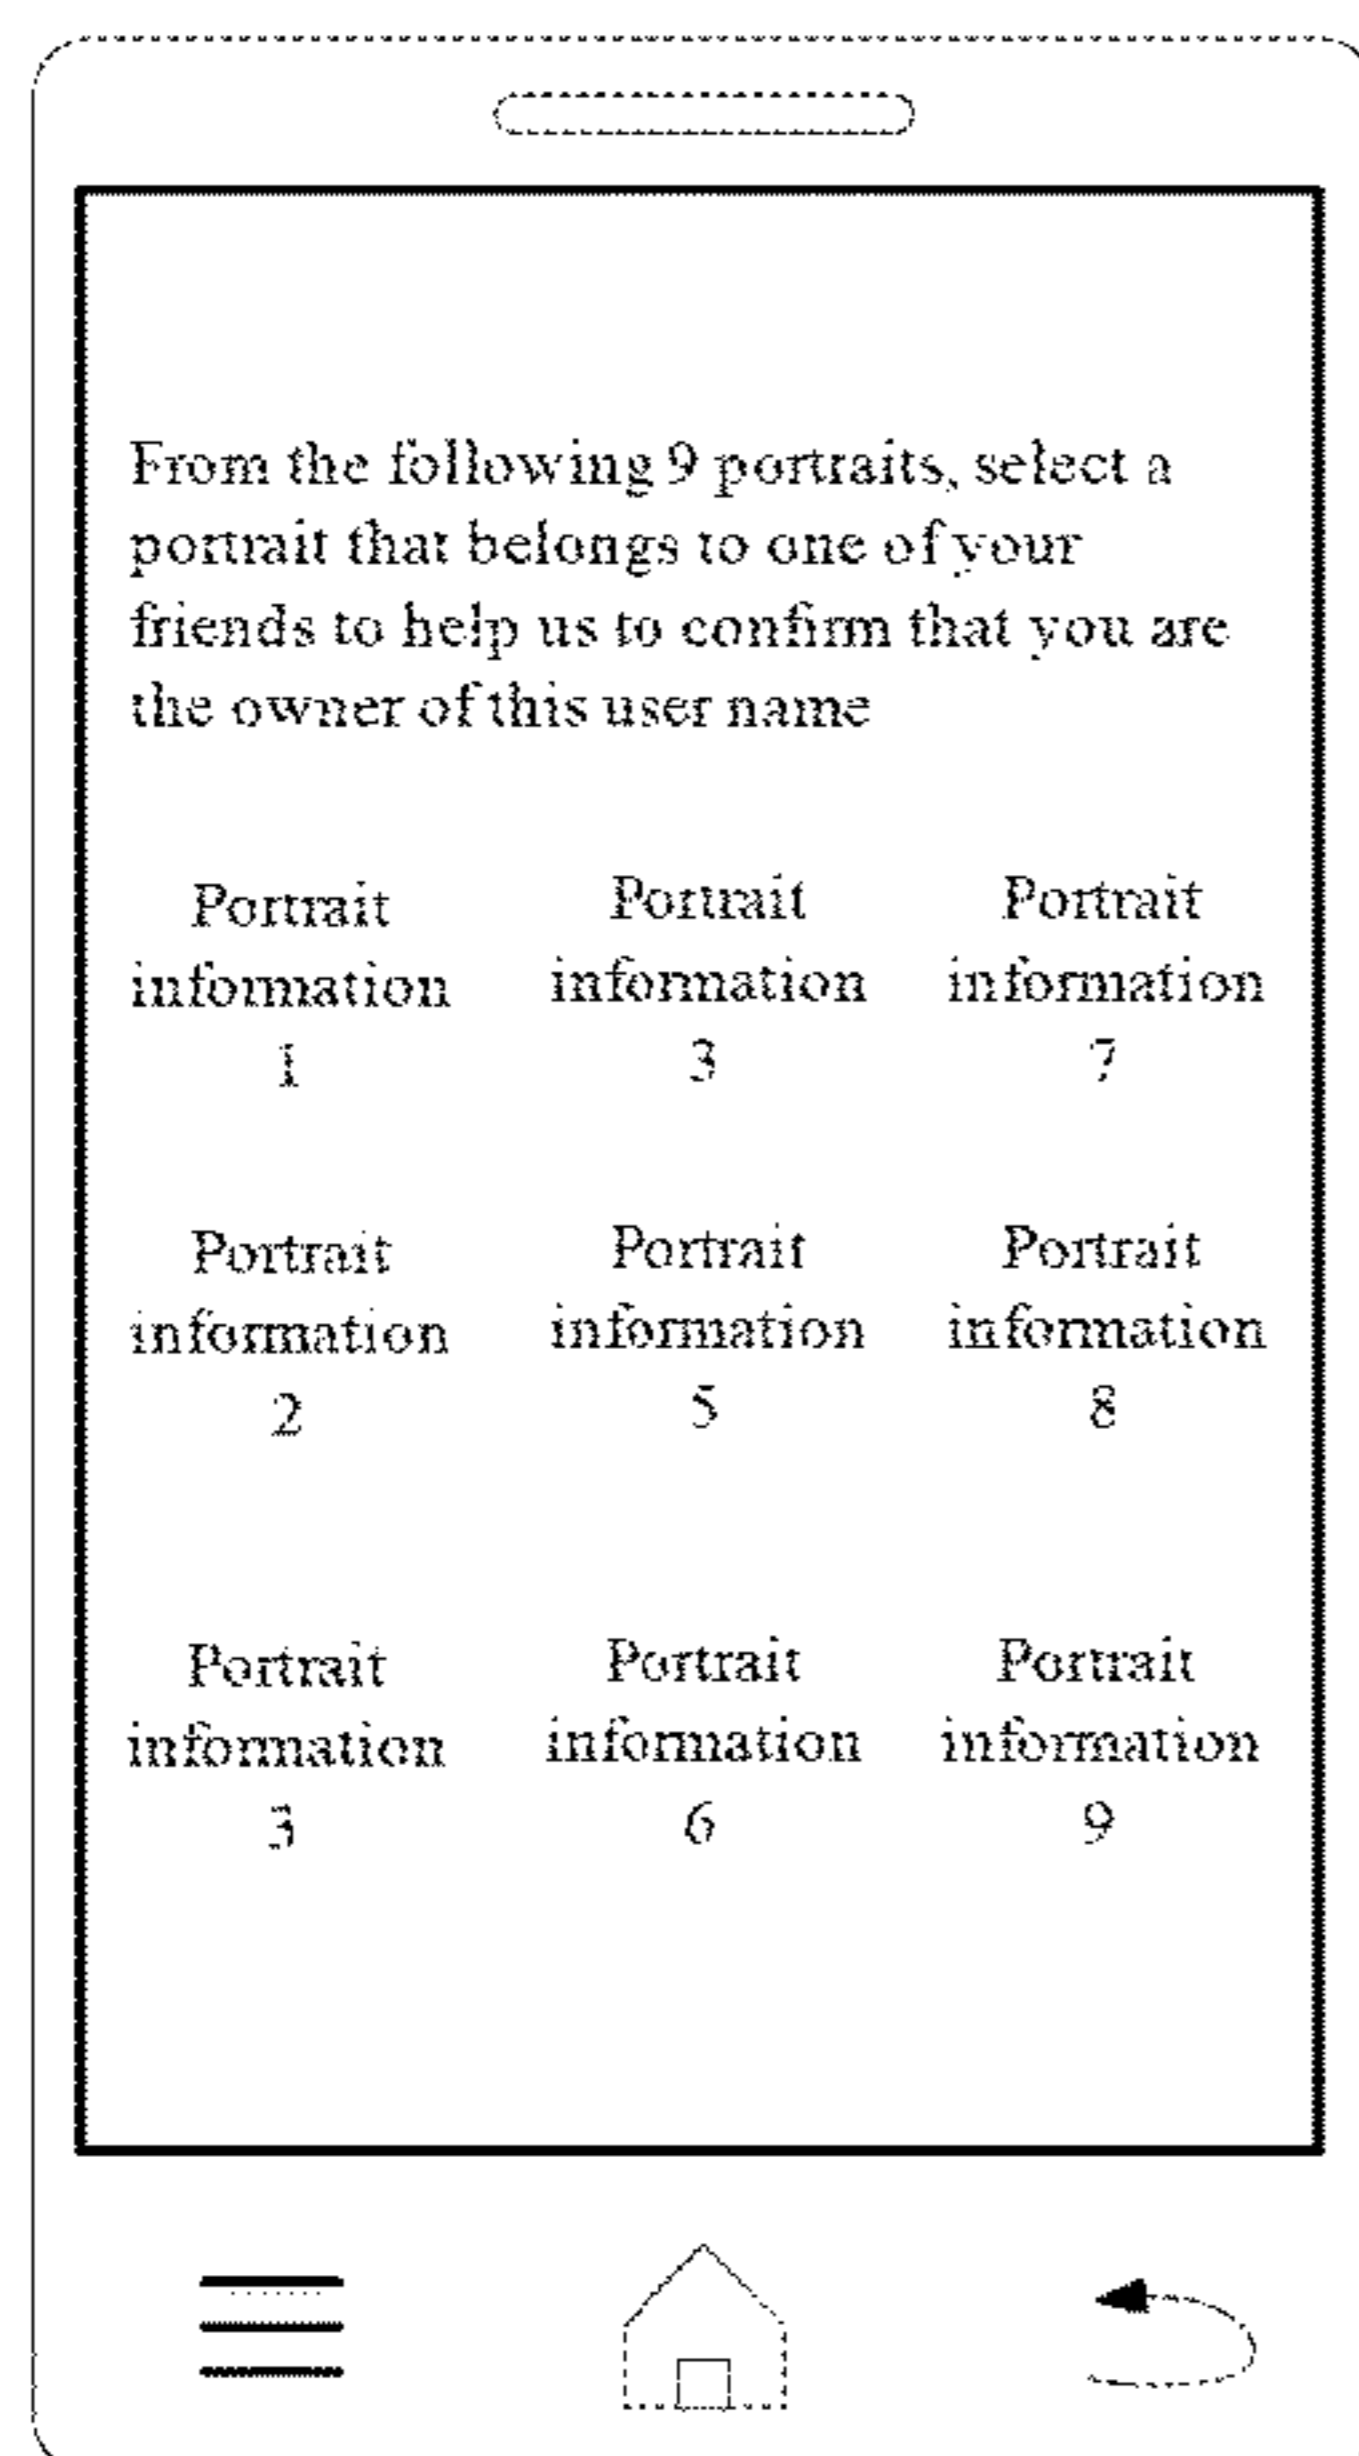 From the following 9 portraits, select a
portrait that belongs to one of your
friends to help us to confirm that you are
the owner of this user name
Portrait Portrait Portrait
information information information
1 3 7
Portrait Portrait Portrait
information information information
2 5 8
Portrait Portrait Portrait
information information information
3 6 9